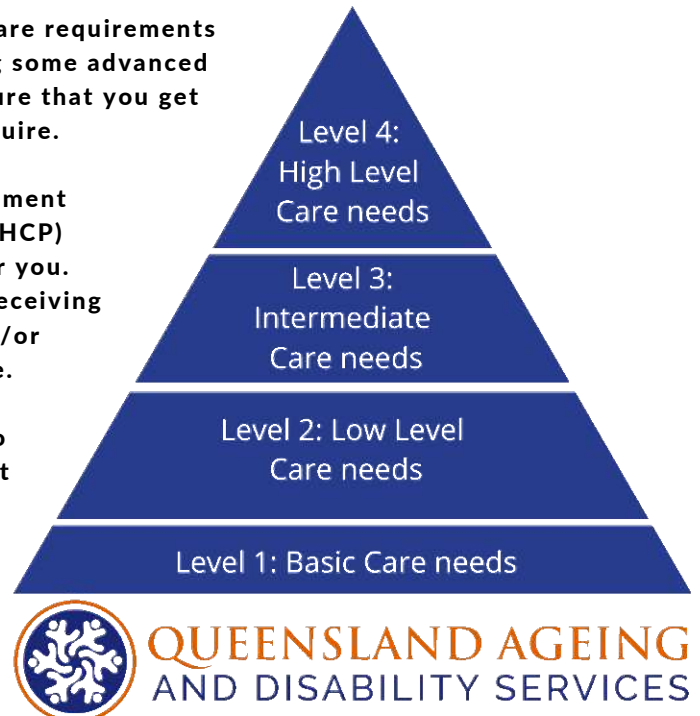 are requirements
g some advanced
ure that you get
uire.
ment
HCP)
r you.
eceiving
/or
e.
o
t
Level 4:
High Level
Care needs
Level 3:
Intermediate
Care needs
Level 2: Low Level
Care needs
Level 1: Basic Care needs
QUEENSLAND AGEING
AND DISABILITY SERVICES